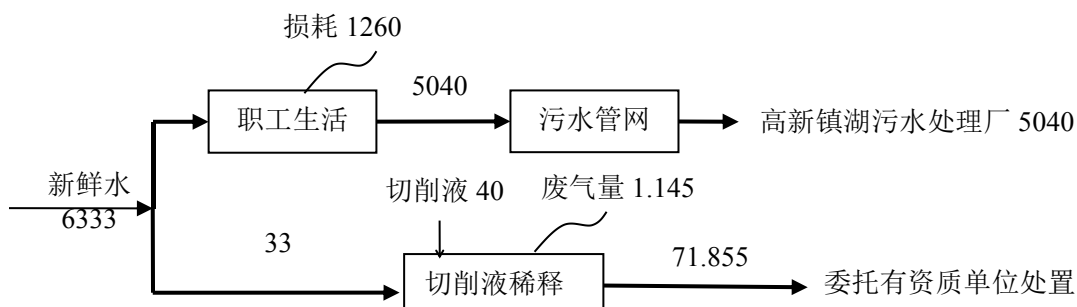 损耗 1260
5040
职工生活
污水管网
高新镇湖污水处理厂 5040
新鲜水
6333
切削液 40
废气量 1.145
33
切削液稀释
71.855
委托有资质单位处置